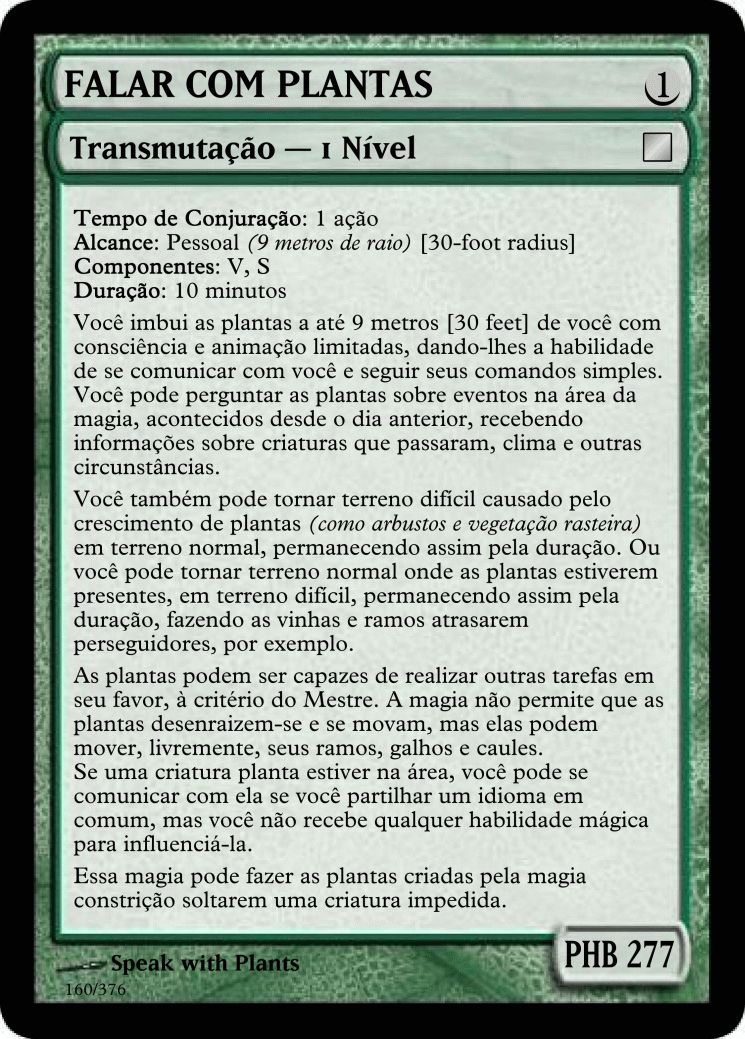 FALAR COM PLANTAS
1
Transmutação — I Nível
Tempo de Conjuração: 1 ação
Alcance: Pessoal (9 metros de raio) [30-foot radius]
Componentes: V, S
Duração: 10 minutos
Você imbui as plantas a até 9 metros [30 feet] de você com
consciência e animação limitadas, dando-lhes a habilidade
de se comunicar com você e seguir seus comandos simples.
Você pode perguntar as plantas sobre eventos na área da
magia, acontecidos desde o dia anterior, recebendo
informações sobre criaturas que passaram, clima e outras
circunstâncias.
Você também pode tornar terreno difícil causado pelo
crescimento de plantas (como arbustos e vegetação rasteira)
em terreno normal, permanecendo assim pela duração. Ou
você pode tornar terreno normal onde as plantas estiverem
presentes, em terreno difícil, permanecendo assim pela
duração, fazendo as vinhas e ramos atrasarem
perseguidores, por exemplo.
As plantas podem ser capazes de realizar outras tarefas em
seu favor, à critério do Mestre. A magia não permite que as
plantas desenraizem-se e se movam, mas elas podem
mover, livremente, seus ramos, galhos e caules.
Se uma criatura planta estiver na área, você pode se
comunicar com ela se você partilhar um idioma em
comum, mas você não recebe qualquer habilidade mágica
para influenciá-la.
Essa magia pode fazer as plantas criadas pela magia
constrição soltarem uma criatura impedida.
PHB 277
Speak with Plants
160/376